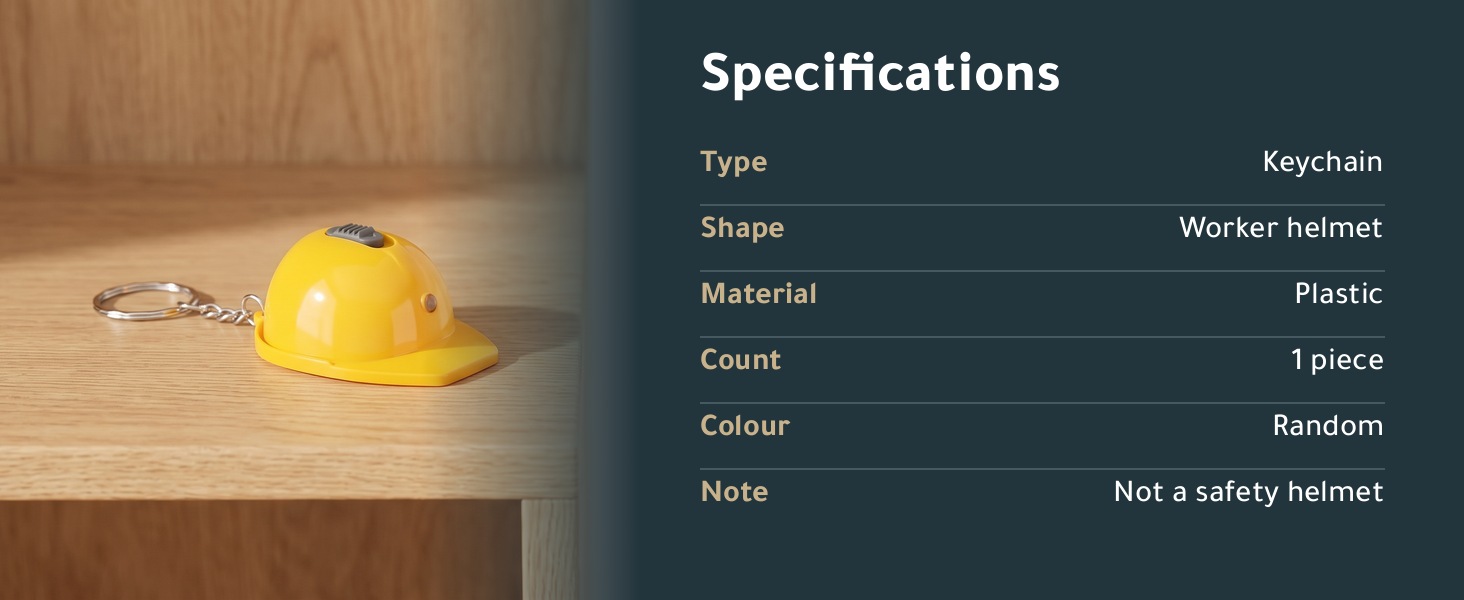 Specifications
Type Keychain
Shape Worker helmet
Material Plastic
Count 1 piece
Colour Random
Note Not a safety helmet